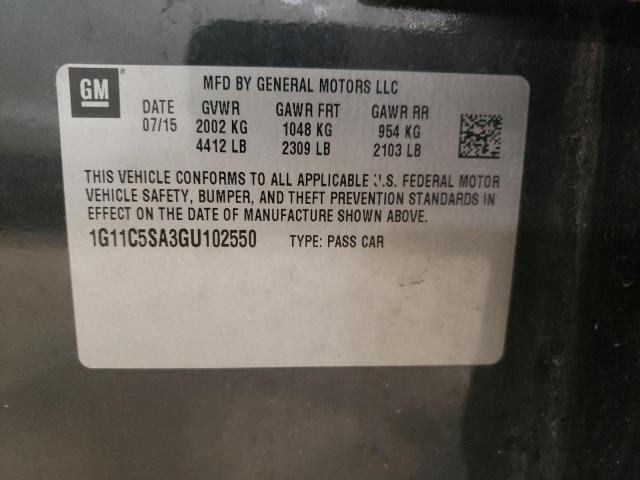 GM
MFD BY GENERAL MOTORS LLC
DATE GVWR GAWR FRT GAWR RR
07/15 2002 KG 1048 KG 954 KG
4412 LB 2309 LB 2103 LB
THIS VEHICLE CONFORMS TO ALL APPLICABLE U.S. FEDERAL MOTOR
VEHICLE SAFETY, BUMPER, AND THEFT PREVENTION STANDARDS IN
EFFECT ON THE DATE OF MANUFACTURE SHOWN ABOVE.
1G11C5SA3GU102550 TYPE: PASS CAR